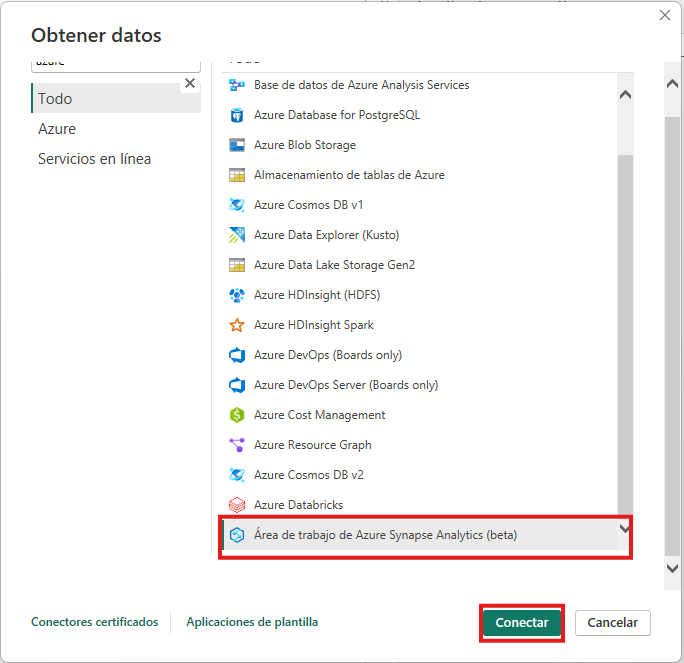 Obtener datos
azure
Todo
Azure
Servicios en línea
Todo
Base de datos de Azure Analysis Services
Azure Database for PostgreSQL
Azure Blob Storage
Almacenamiento de tablas de Azure
Azure Cosmos DB v1
Azure Data Explorer (Kusto)
Azure Data Lake Storage Gen2
Azure HDInsight (HDFS)
Azure HDInsight Spark
Azure DevOps (Boards only)
Azure DevOps Server (Boards only)
Azure Cost Management
Azure Resource Graph
Azure Cosmos DB v2
Azure Databricks
Área de trabajo de Azure Synapse Analytics (beta)
Conectores certificados
Aplicaciones de plantilla
Conectar
Cancelar